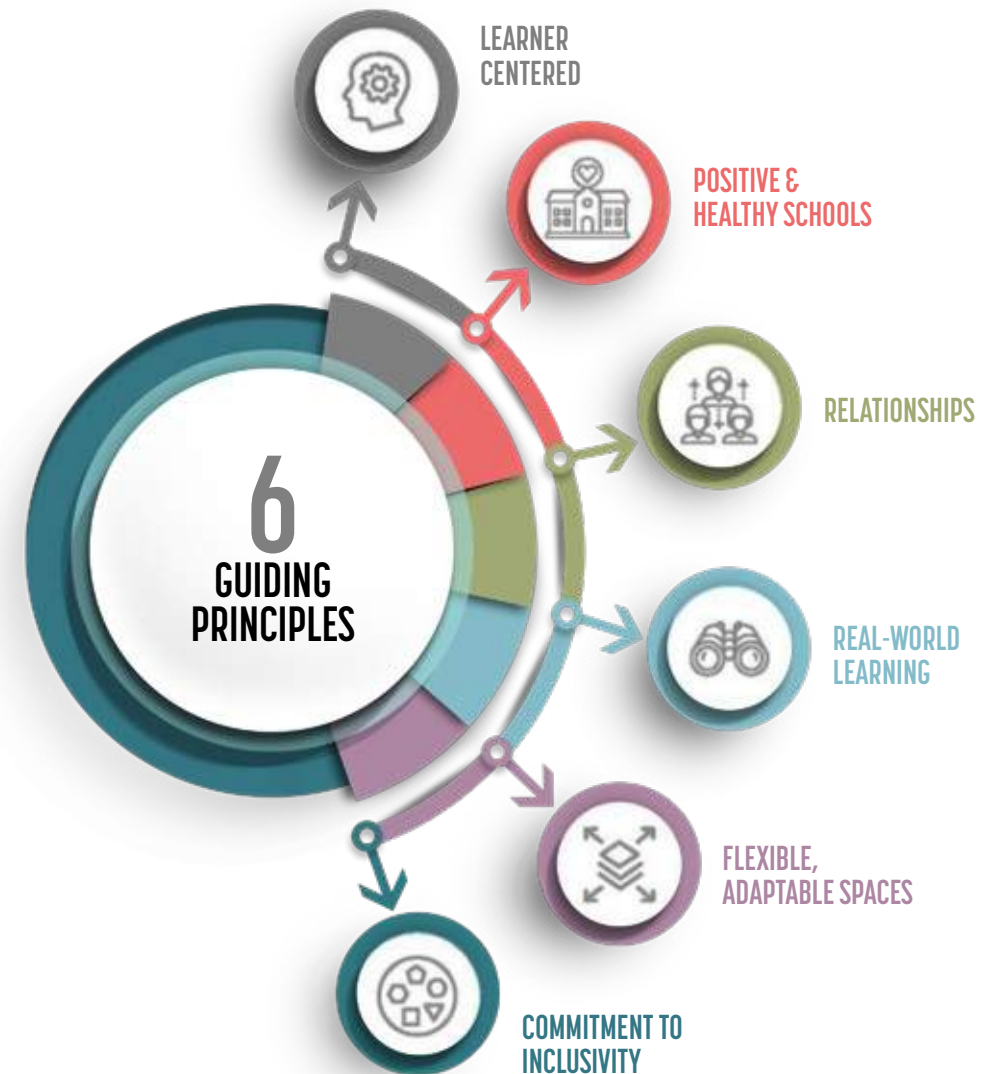 LEARNER
CENTERED
POSITIVE &
HEALTHY SCHOOLS
RELATIONSHIPS
6
GUIDING
PRINCIPLES
REAL-WORLD
LEARNING
FLEXIBLE,
ADAPTABLE SPACES
COMMITMENT TO
INCLUSIVITY